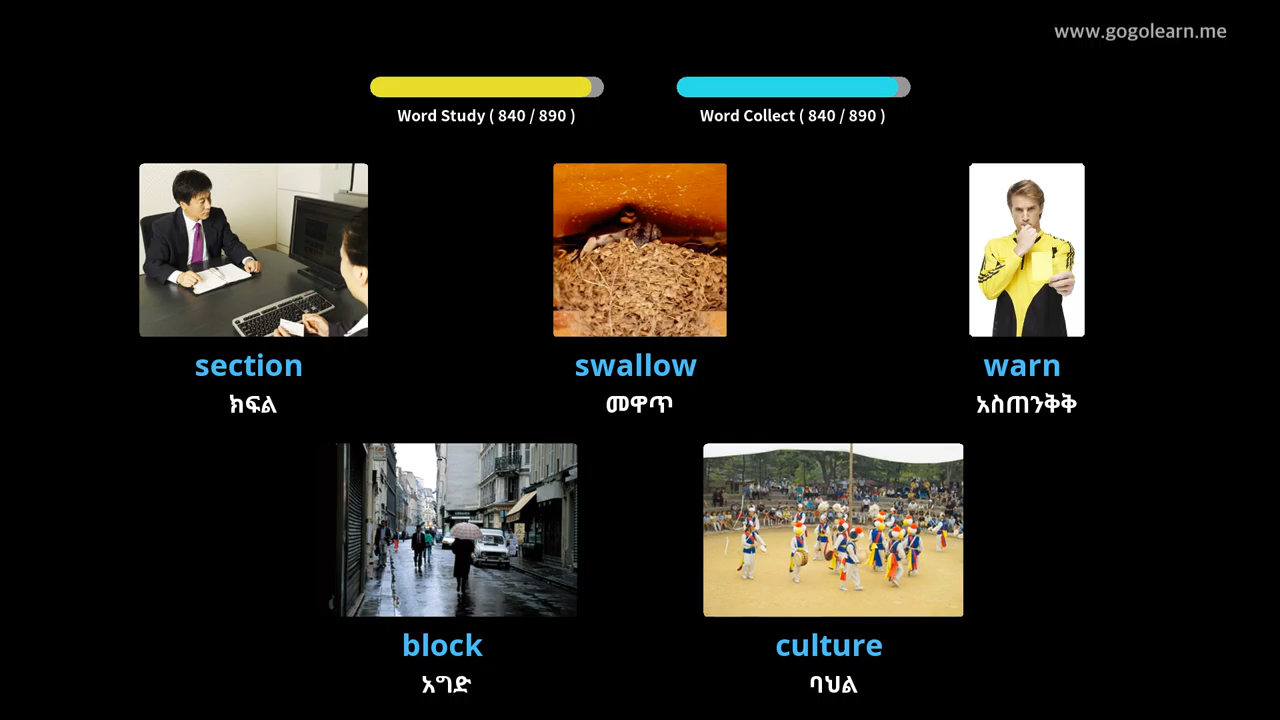 www.gogolearn.me
Word Study ( 840 / 890 )
Word Collect ( 840 / 890 )
section
ክፍል
swallow
መዋጥ
warn
አስጠንቅቅ
block
አግድ
culture
ባህል